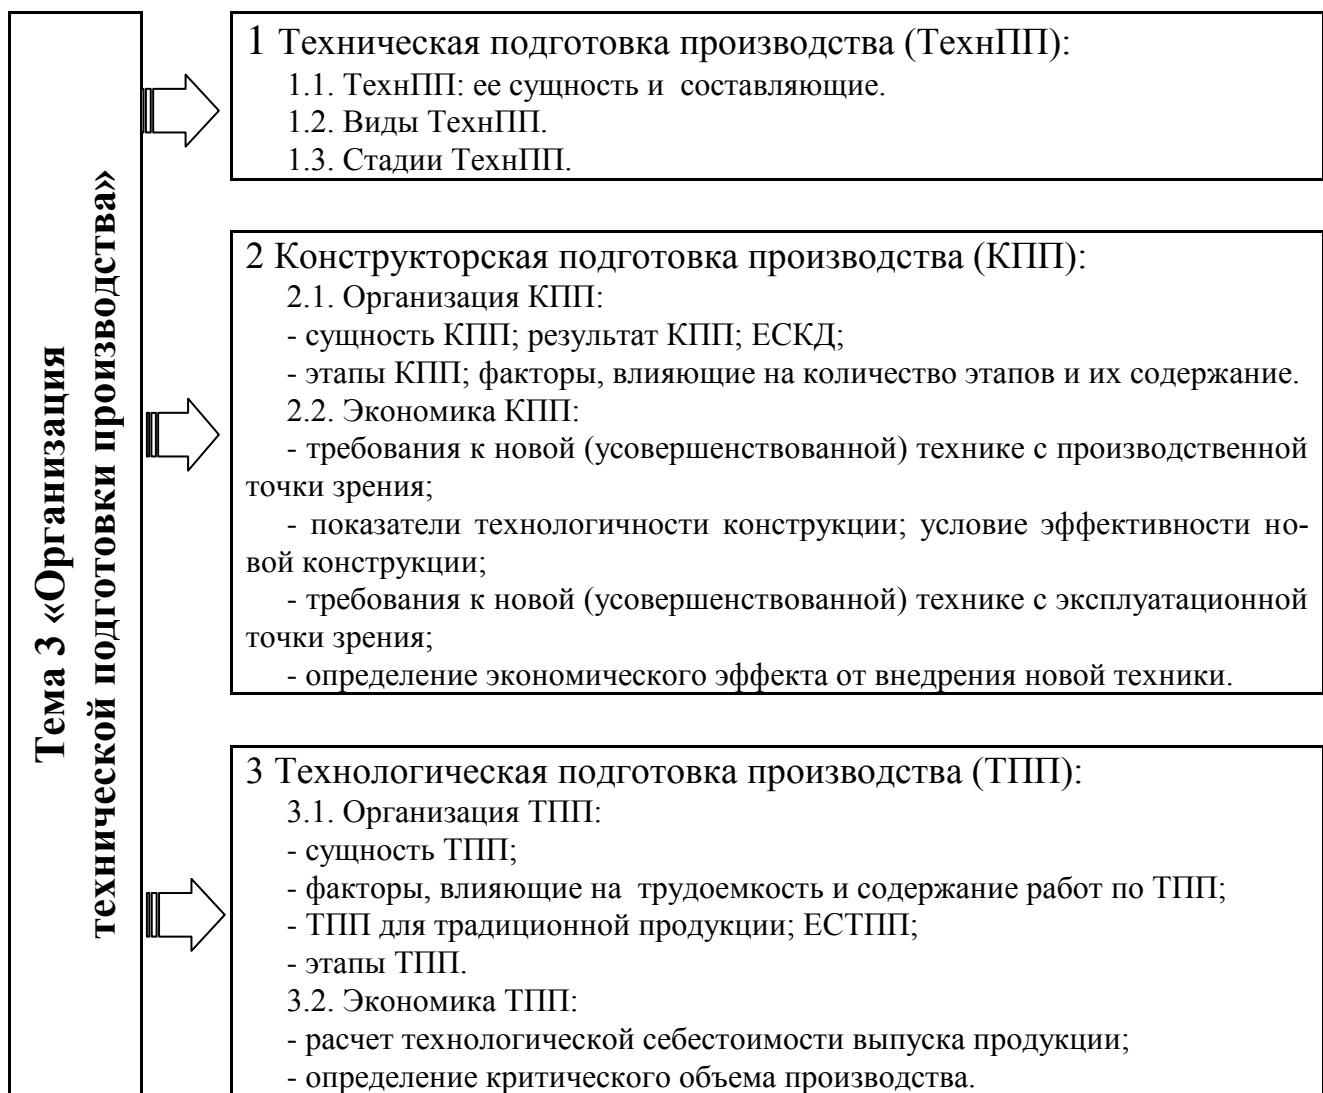 Тема 3 «Организация
технической подготовки производства»
1 Техническая подготовка производства (ТехнПП):
1.1. ТехнПП: ее сущность и составляющие.
1.2. Виды ТехнПП.
1.3. Стадии ТехнПП.
2 Конструкторская подготовка производства (КПП):
2.1. Организация КПП:
- сущность КПП; результат КПП; ЕСКД;
- этапы КПП; факторы, влияющие на количество этапов и их содержание.
2.2. Экономика КПП:
- требования к новой (усовершенствованной) технике с производственной
точки зрения;
- показатели технологичности конструкции; условие эффективности но-
вой конструкции;
- требования к новой (усовершенствованной) технике с эксплуатационной
точки зрения;
- определение экономического эффекта от внедрения новой техники.
3 Технологическая подготовка производства (ТПП):
3.1. Организация ТПП:
- сущность ТПП;
- факторы, влияющие на трудоемкость и содержание работ по ТПП;
- ТПП для традиционной продукции; ЕСТПП;
- этапы ТПП.
3.2. Экономика ТПП:
- расчет технологической себестоимости выпуска продукции;
- определение критического объема производства.